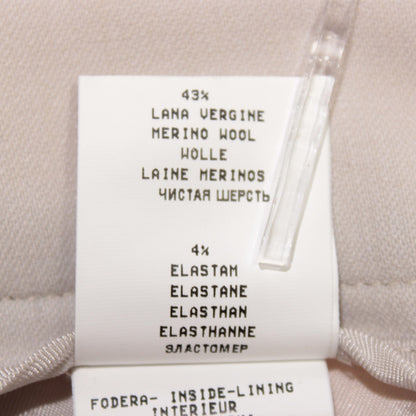 43%
LANA VERGINE
MERINO WOOL
WOLLE
LAINE MERINOS
ЧИСТАЯ ШЕРСТЬ
4%
ELASTAM
ELASTANE
ELASTHAN
ELASTHANNE
ЭЛАСТОМЕР
FODERA- INSIDE-LINING
INTERIEUR